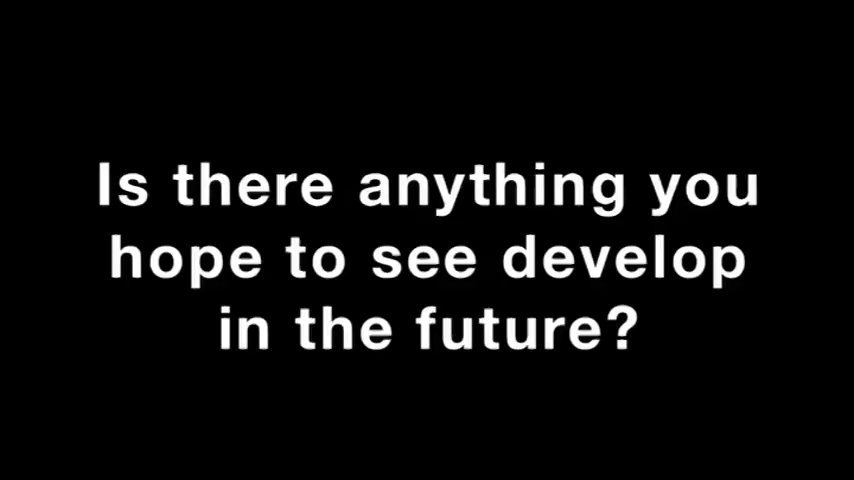 Is there anything you
hope to see develop
in the future?